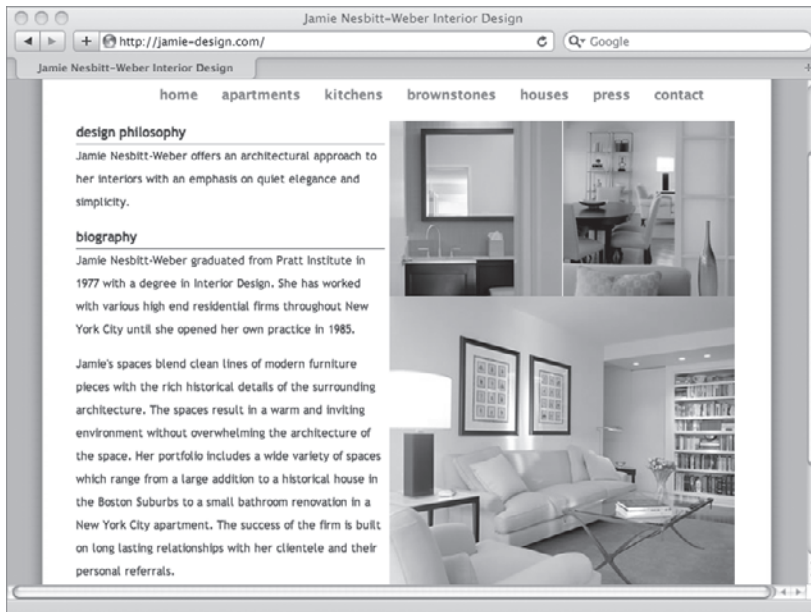 Jamie Nesbitt-Weber Interior Design
http://jamie-design.com/
Google
Jamie Nesbitt-Weber Interior Design
home apartments kitchens brownstones houses press contact
design philosophy
Jamie Nesbitt-Weber offers an architectural approach to
her interiors with an emphasis on quiet elegance and
simplicity.
biography
Jamie Nesbitt-Weber graduated from Pratt Institute in
1977 with a degree in Interior Design. She has worked
with various high end residential firms throughout New
York City until she opened her own practice in 1985.
Jamie's spaces blend clean lines of modern furniture
pieces with the rich historical details of the surrounding
architecture. The spaces result in a warm and inviting
environment without overwhelming the architecture of
the space. Her portfolio includes a wide variety of spaces
which range from a large addition to a historical house in
the Boston Suburbs to a small bathroom renovation in a
New York City apartment. The success of the firm is built
on long lasting relationships with her clientele and their
personal referrals.